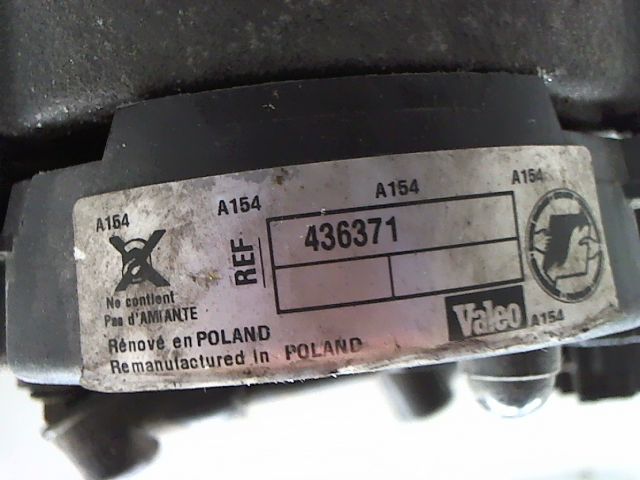 A154 A154 A154 A154
REF 436371
Ne contient
Pas d'AMIANTE
Valeo A154
Rénové en POLAND
Remanufactured in POLAND